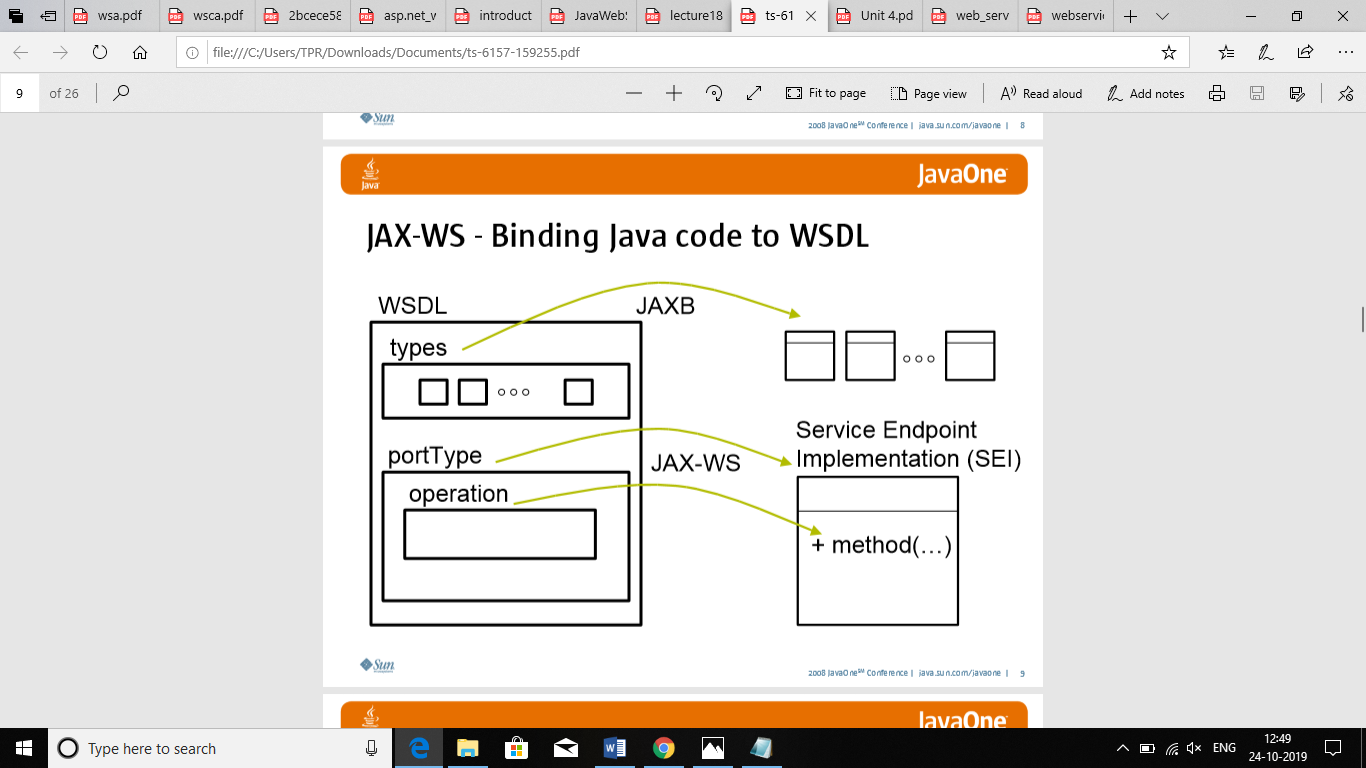 wsa.pdf
wsca.pdf
2bcece58
asp.net_v
introduct
JavaWebS
lecture18
ts-61
Unit 4.pd
web_serv
webservic
file:///C:/Users/TPR/Downloads/Documents/ts-6157-159255.pdf
9 of 26
Fit to page
Page view
Read aloud
Add notes
Sun
2008 JavaOne℠ Conference | java.sun.com/javaone | 8
Java
JavaOne
JAX-WS - Binding Java code to WSDL
WSDL
JAXB
types
Service Endpoint
Implementation (SEI)
portType
JAX-WS
operation
+ method(…)
Sun
2008 JavaOne℠ Conference | java.sun.com/javaone | 9
JavaOne
Type here to search
ENG
12:49
24-10-2019